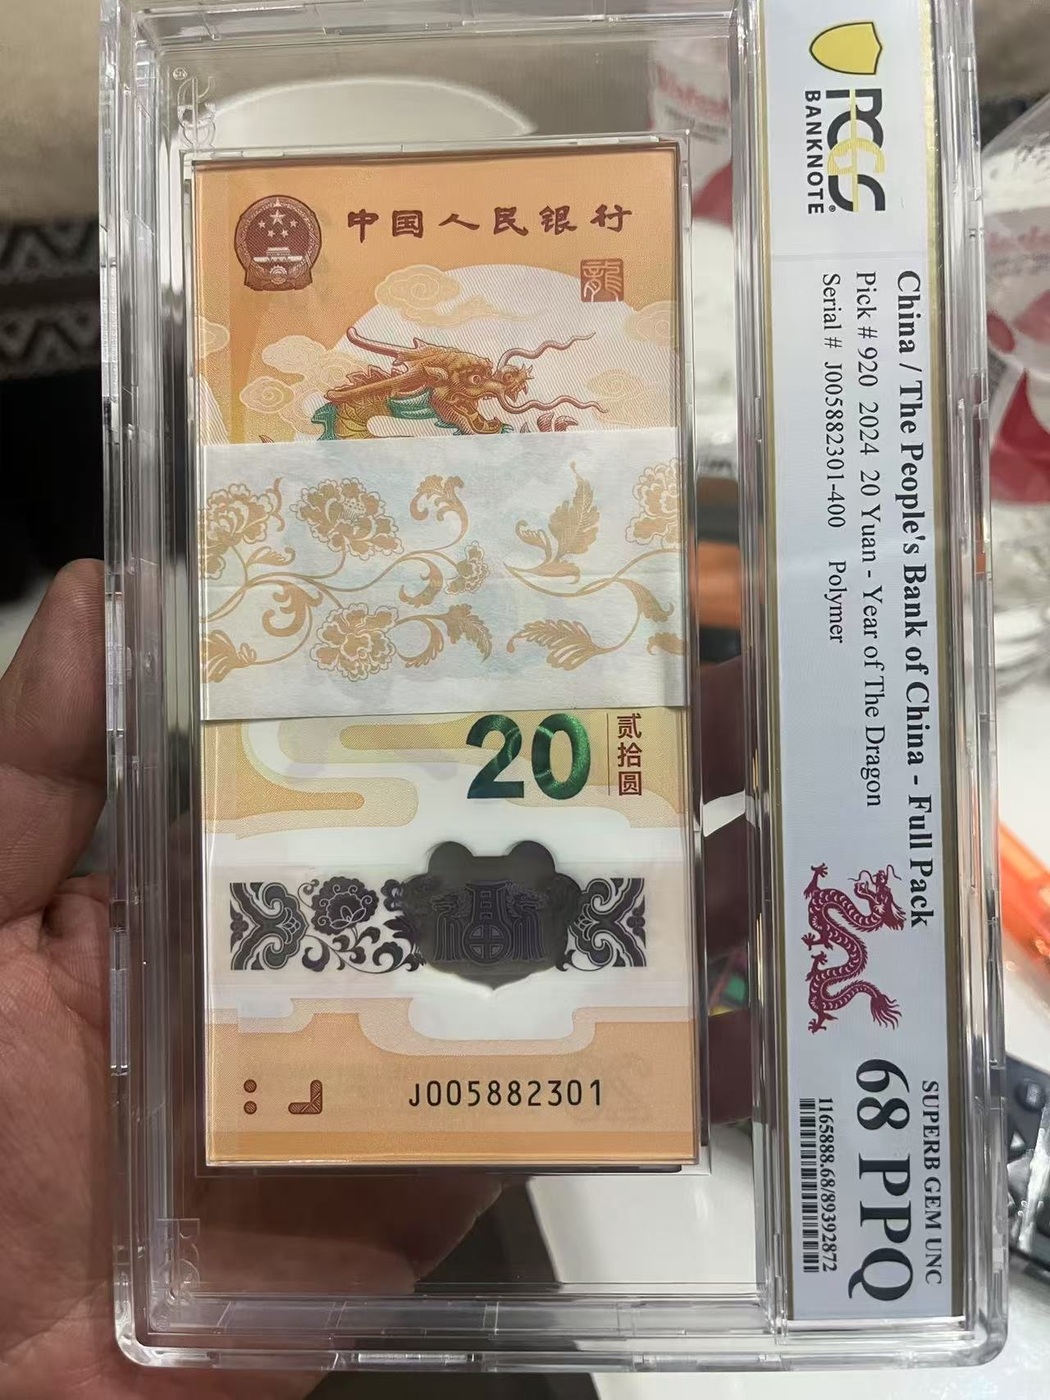 中国人民银行
龍
20
贰拾圆
J005882301
PCGS
BANKNOTE
China / The People's Bank of China - Full Pack
Pick # 920 2024 20 Yuan - Year of The Dragon
Serial # J005882301-400 Polymer
SUPERB GEM UNC
68 PPQ
1165888.68/89392872